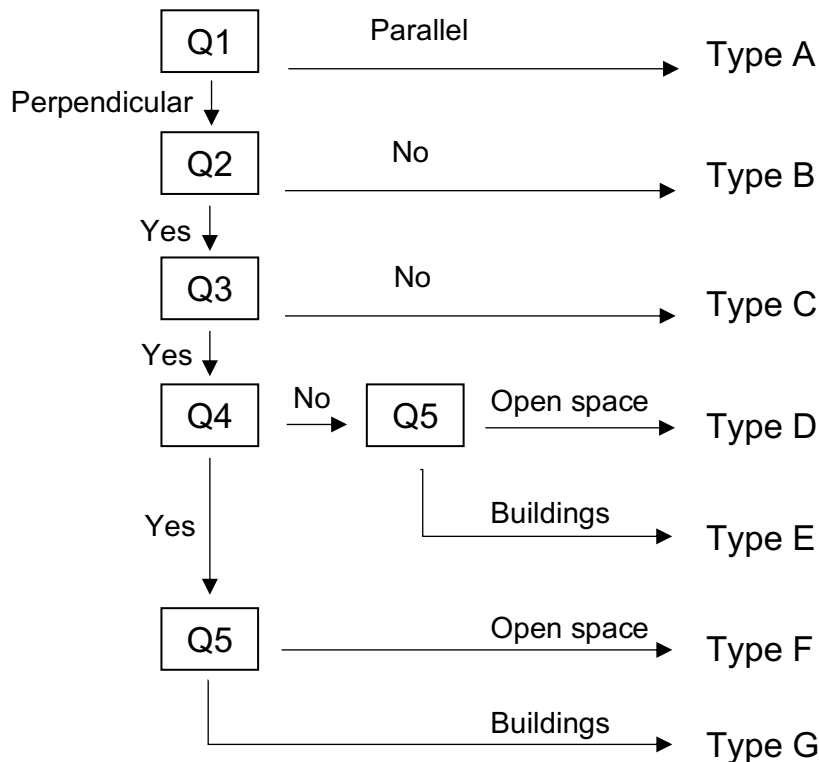 Q1
Parallel
Type A
Perpendicular
Q2
No
Type B
Yes
Q3
No
Type C
Yes
Q4
No
Q5
Open space
Type D
Buildings
Type E
Yes
Q5
Open space
Type F
Buildings
Type G